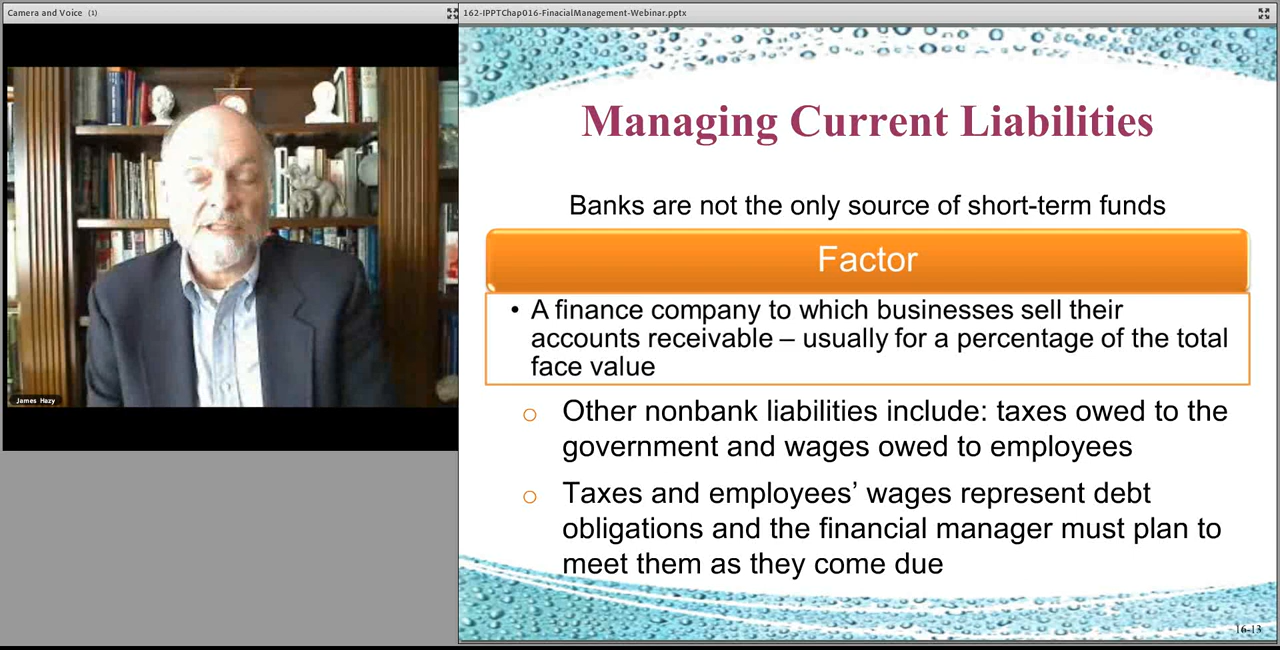 Camera and Voice (1)
162-IPPTChap016-FinacialManagement-Webinar.pptx
James Hazy
Managing Current Liabilities
Banks are not the only source of short-term funds
Factor
• A finance company to which businesses sell their
accounts receivable – usually for a percentage of the total
face value
o Other nonbank liabilities include: taxes owed to the
government and wages owed to employees
o Taxes and employees’ wages represent debt
obligations and the financial manager must plan to
meet them as they come due
16-13